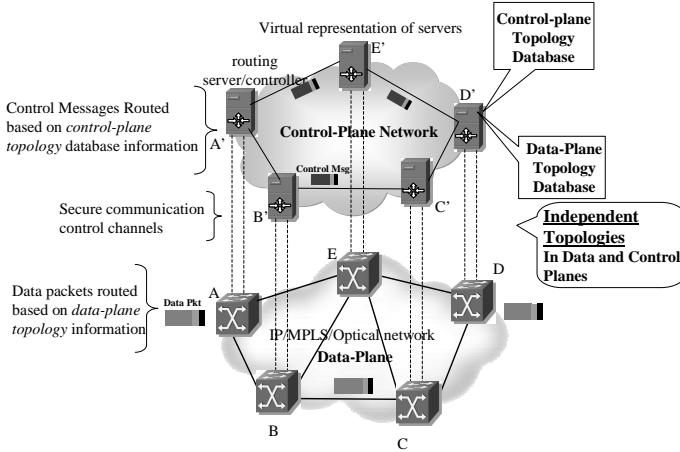 Virtual representation of servers
E’
routing
server/controller
Control-plane
Topology
Database
D’
Control Messages Routed
based on control-plane
topology database information
A’
Control-Plane Network
Control Msg
Data-Plane
Topology
Database
B’
C’
Secure communication
control channels
Independent
Topologies
In Data and Control
Planes
E
D
A
Data packets routed
based on data-plane
topology information
Data Pkt
IP/MPLS/Optical network
Data-Plane
B
C